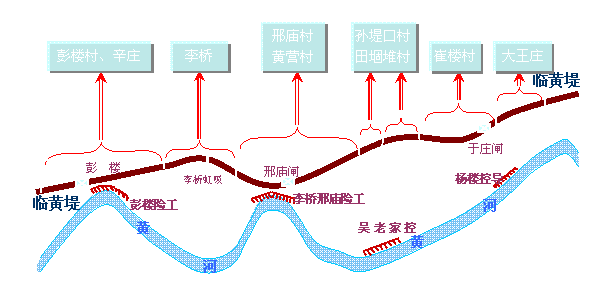 彭楼村、辛庄
李桥
邢庙村
黄营村
孙堤口村
田堌堆村
崔楼村
大王庄
临黄堤
彭 楼
李桥虹吸
邢庙闸
于庄闸
临黄堤
彭楼险工
李桥邢庙险工
杨楼控导
吴老家控
黄
河
黄
河